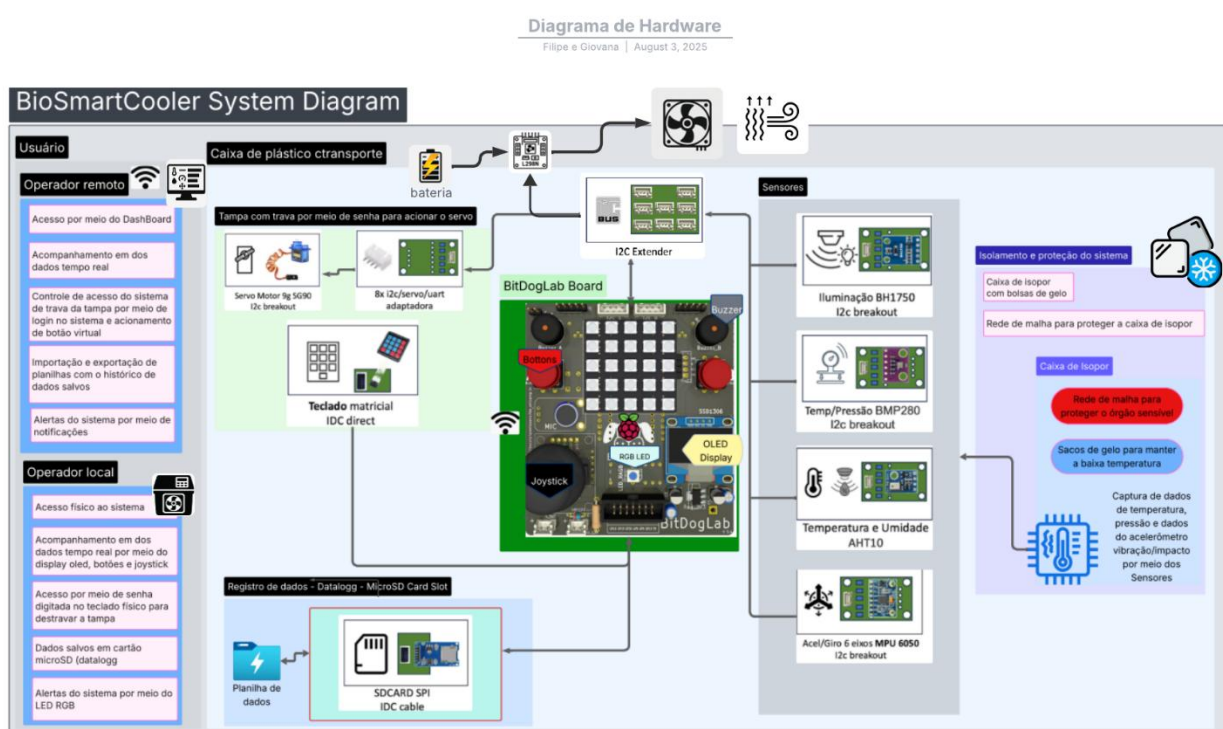 Diagrama de Hardware
Filipe e Giovana | August 3, 2025
BioSmartCooler System Diagram
Usuário
Operador remoto
Acesso por meio do DashBoard
Acompanhamento em dos
dados tempo real
Controle de acesso do sistema
de trava da tampa por meio de
login no sistema e acionamento
de botão virtual
Importação e exportação de
planilhas com o histórico de
dados salvos
Alertas do sistema por meio de
notificações
Operador local
Acesso físico ao sistema
Acompanhamento em dos
dados tempo real por meio do
display oled, botões e joystick
Acesso por meio de senha
digitada no teclado físico para
destravar a tampa
Dados salvos em cartão
microSD (datalogg
Alertas do sistema por meio do
LED RGB
Caixa de plástico ctransporte
bateria
L298N
Tampa com trava por meio de senha para acionar o servo
Servo Motor 9g SG90
I2c breakout
8x i2c/servo/uart
adaptadora
Teclado matricial
IDC direct
BUS
I2C Extender
BitDogLab Board
Buzzer
Bottons
MIC
SSD1306
OLED
Display
RGB LED
Joystick
BitDogLab
Registro de dados - Datalogg - MicroSD Card Slot
Planilha de
dados
SDCARD SPI
IDC cable
Sensores
Iluminação BH1750
I2c breakout
Temp/Pressão BMP280
I2c breakout
Temperatura e Umidade
AHT10
Acel/Giro 6 eixos MPU 6050
I2c breakout
Isolamento e proteção do sistema
Caixa de isopor
com bolsas de gelo
Rede de malha para proteger a caixa de isopor
Caixa de Isopor
Rede de malha para
proteger o órgão sensível
Sacos de gelo para manter
a baixa temperatura
Captura de dados
de temperatura,
pressão e dados
do acelerômetro
vibração/impacto
por meio dos
Sensores